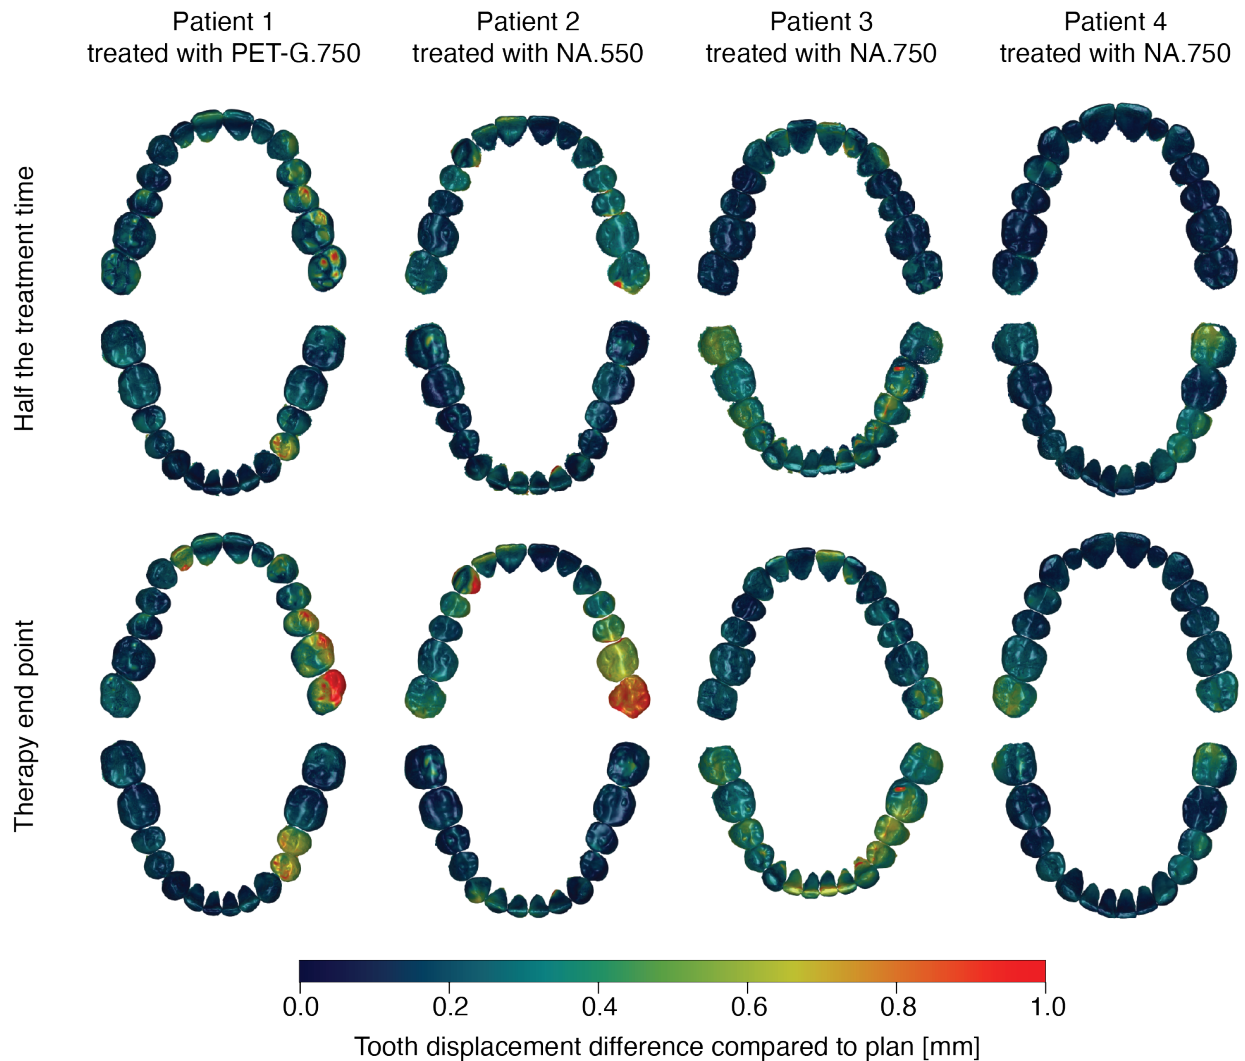 Patient 1
treated with PET-G.750
Patient 2
treated with NA.550
Patient 3
treated with NA.750
Patient 4
treated with NA.750
Half the treatment time
Therapy end point
0.0 0.2 0.4 0.6 0.8 1.0
Tooth displacement difference compared to plan [mm]